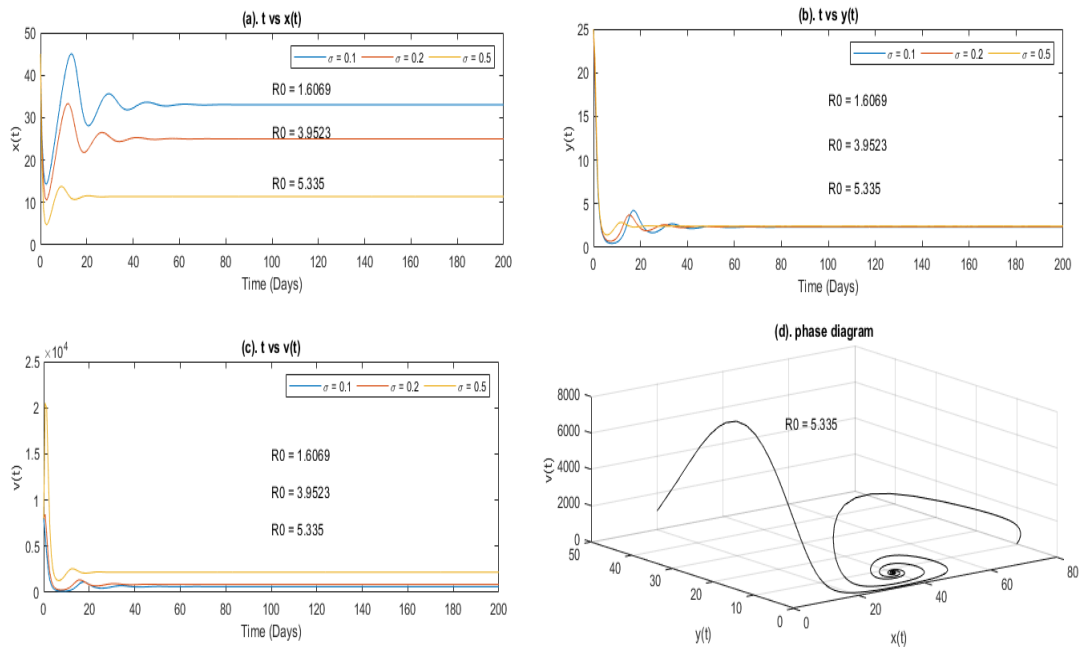 (a). t vs x(t)
σ = 0.1 σ = 0.2 σ = 0.5
R0 = 1.6069
R0 = 3.9523
R0 = 5.335
x(t)
50
40
30
20
10
0
0 20 40 60 80 100 120 140 160 180 200
Time (Days)
(b). t vs y(t)
σ = 0.1 σ = 0.2 σ = 0.5
R0 = 1.6069
R0 = 3.9523
R0 = 5.335
y(t)
25
20
15
10
5
0
0 20 40 60 80 100 120 140 160 180 200
Time (Days)
(c). t vs v(t)
×10⁴
σ = 0.1 σ = 0.2 σ = 0.5
R0 = 1.6069
R0 = 3.9523
R0 = 5.335
v(t)
2.5
2
1.5
1
0.5
0
0 20 40 60 80 100 120 140 160 180 200
Time (Days)
(d). phase diagram
R0 = 5.335
v(t)
8000
6000
4000
2000
0
50
40
30
20
10
0
y(t)
0
20
40
60
80
x(t)